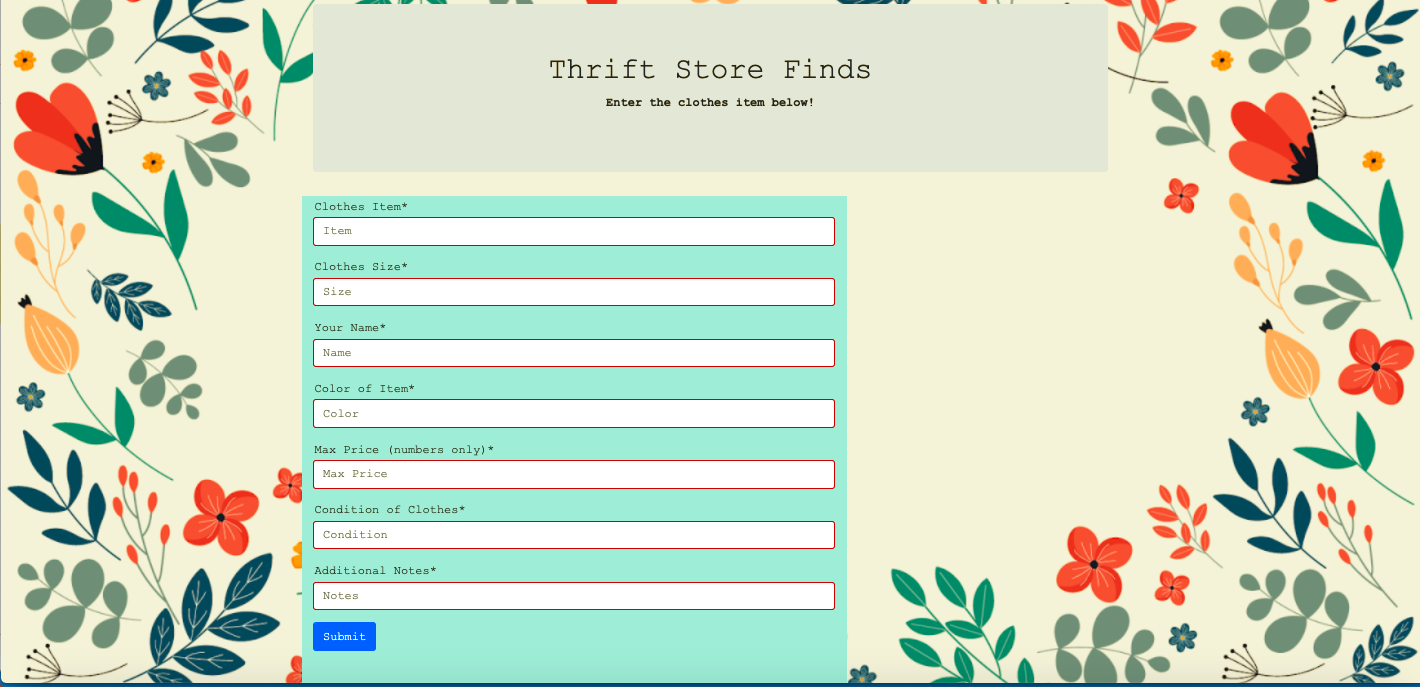 Thrift Store Finds
Enter the clothes item below!
Clothes Item*
Item
Clothes Size*
Size
Your Name*
Name
Color of Item*
Color
Max Price (numbers only)*
Max Price
Condition of Clothes*
Condition
Additional Notes*
Notes
Submit